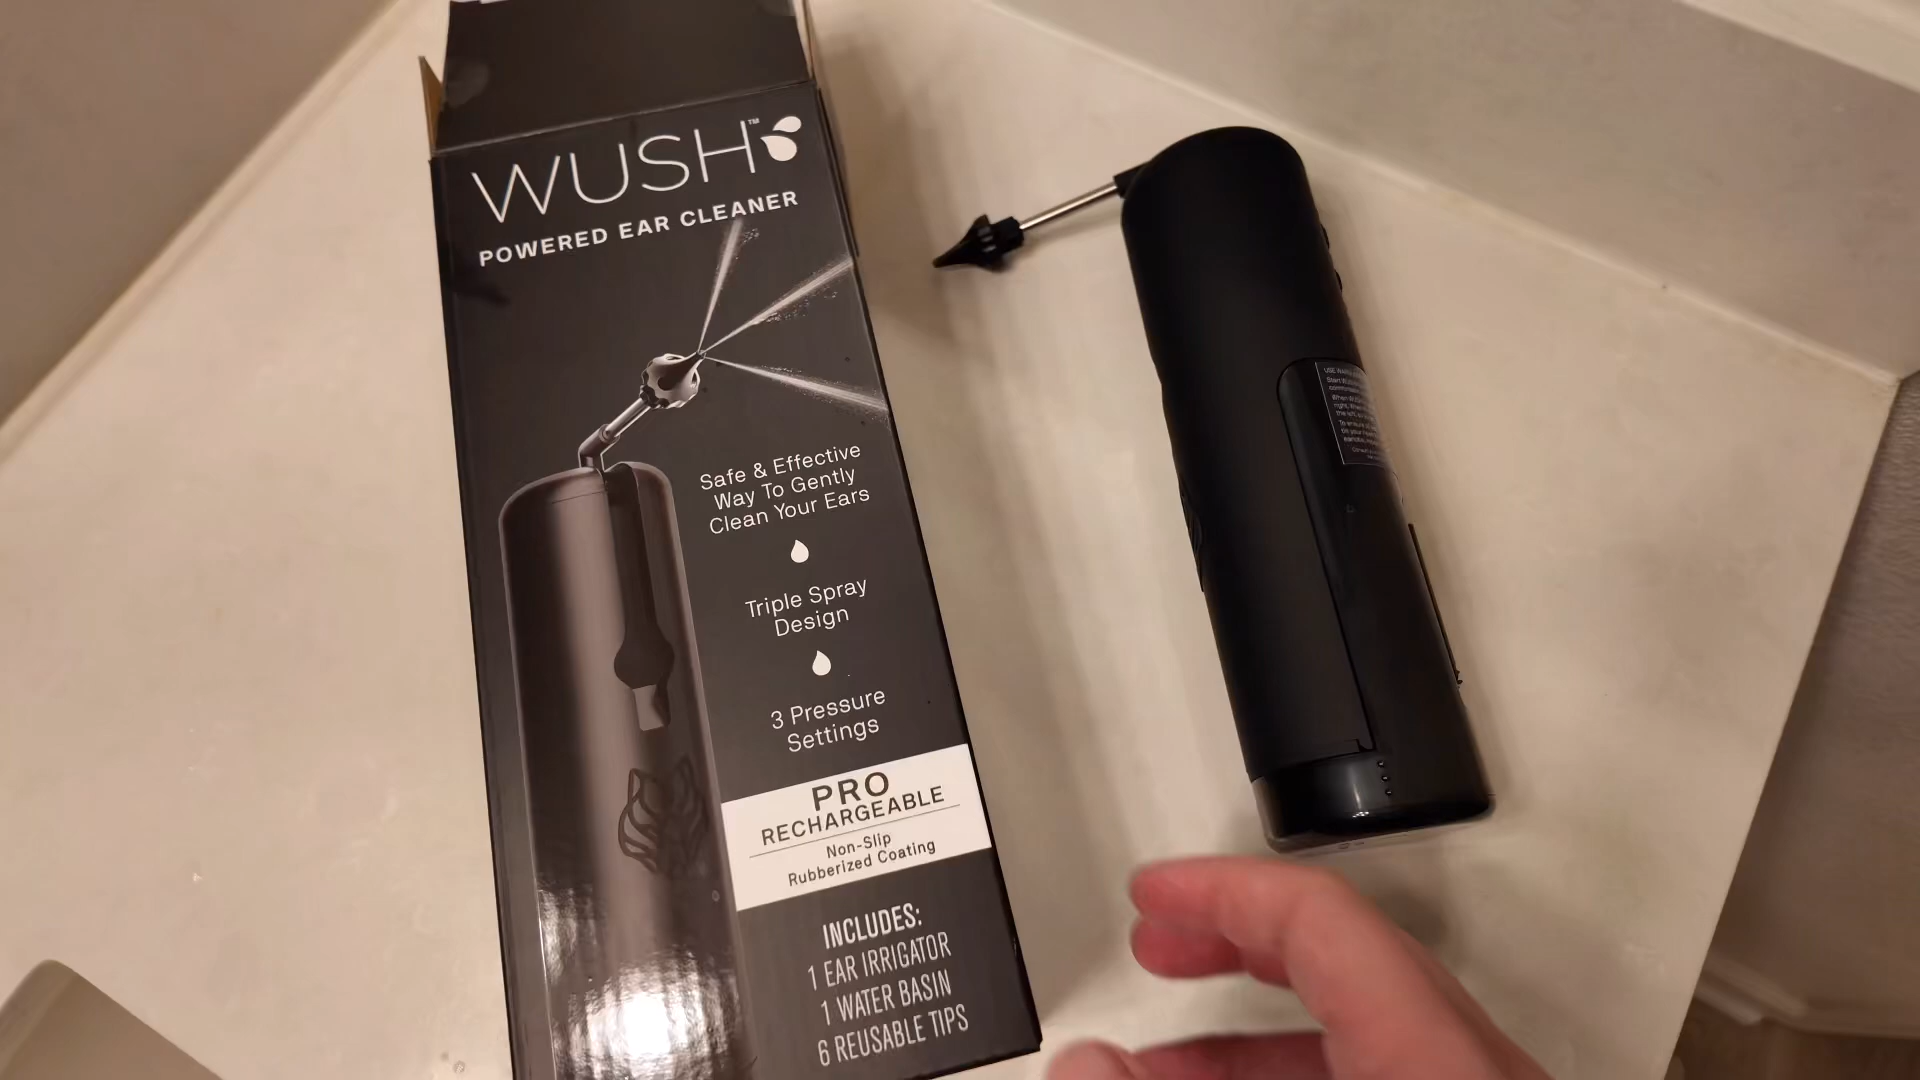 WUSH™
POWERED EAR CLEANER
Safe & Effective
Way To Gently
Clean Your Ears
Triple Spray
Design
3 Pressure
Settings
PRO
RECHARGEABLE
Non-Slip
Rubberized Coating
INCLUDES:
1 EAR IRRIGATOR
1 WATER BASIN
6 REUSABLE TIPS